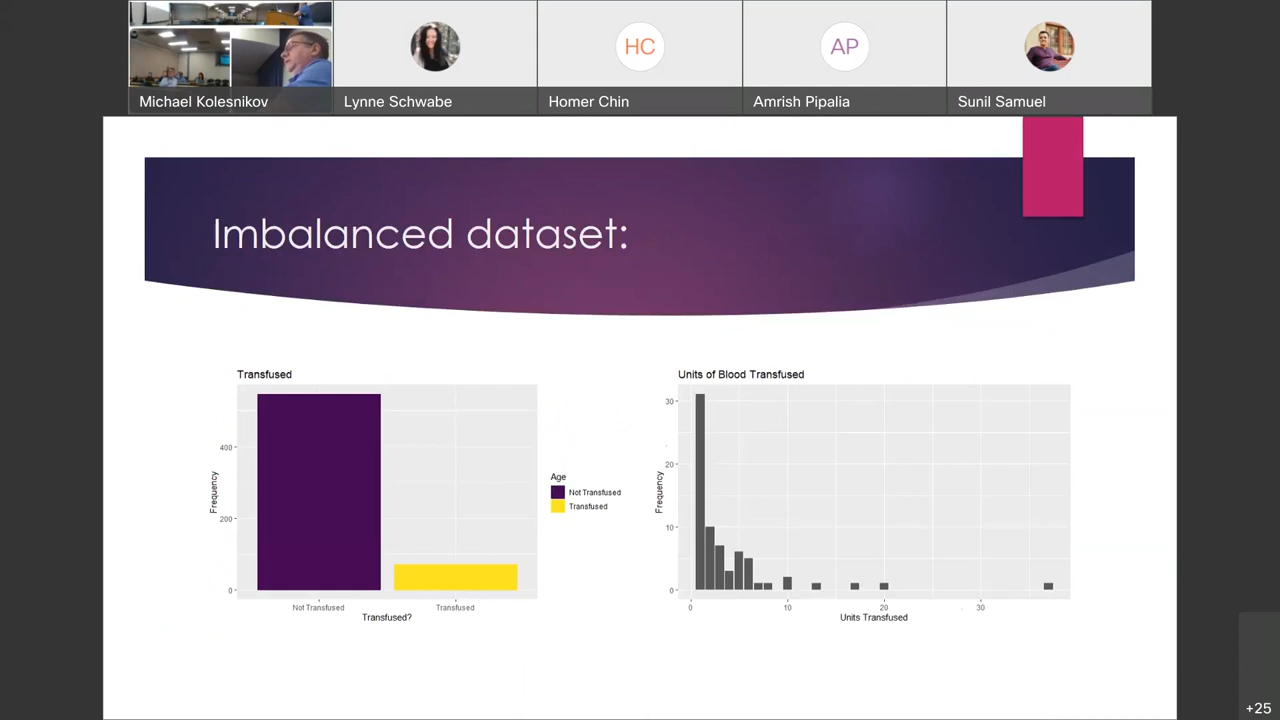 HC
AP
Michael Kolesnikov
Lynne Schwabe
Homer Chin
Amrish Pipalia
Sunil Samuel
Imbalanced dataset:
Transfused
Frequency
400
200
0
Not Transfused
Transfused
Transfused?
Age
Not Transfused
Transfused
Units of Blood Transfused
Frequency
30
20
10
0
0
10
20
30
Units Transfused
+25